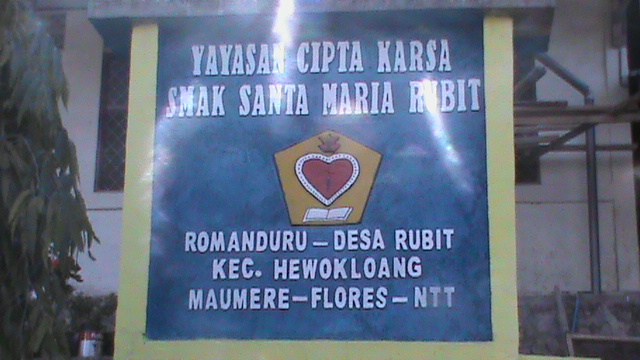 YAYASAN CIPTA KARSA
SMAK SANTA MARIA RUBIT
ROMANDURU – DESA RUBIT
KEC. HEWOKLOANG
MAUMERE – FLORES – NTT